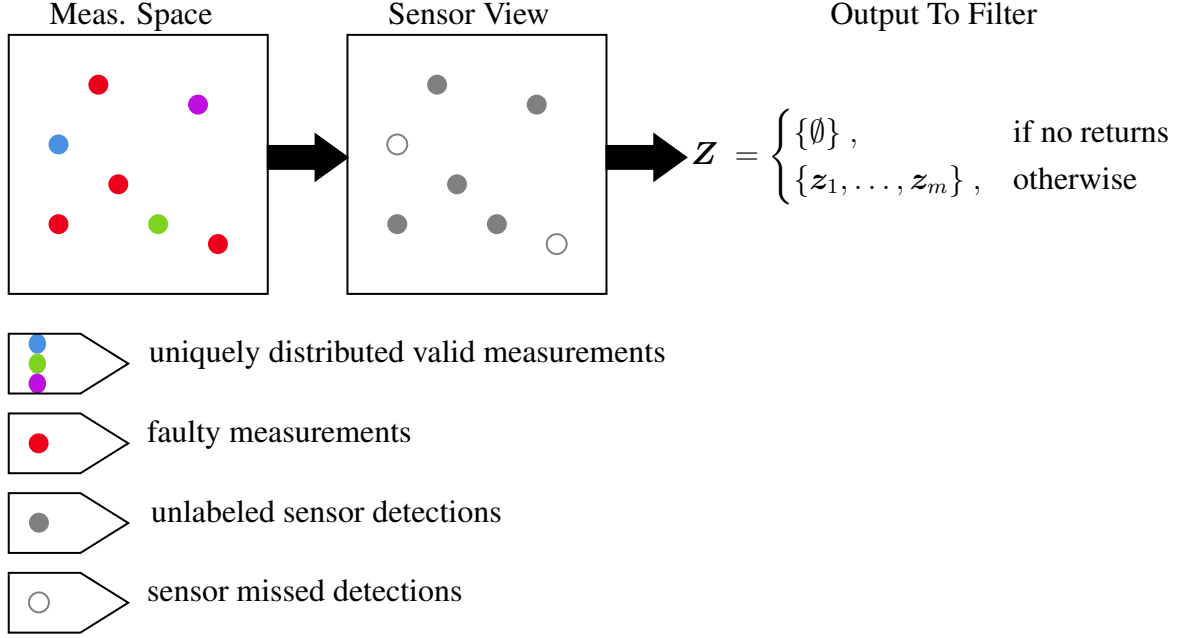 Meas. Space Sensor View Output To Filter
Z = { {∅} , if no returns
{z₁, . . . , zₘ} , otherwise
uniquely distributed valid measurements
faulty measurements
unlabeled sensor detections
sensor missed detections